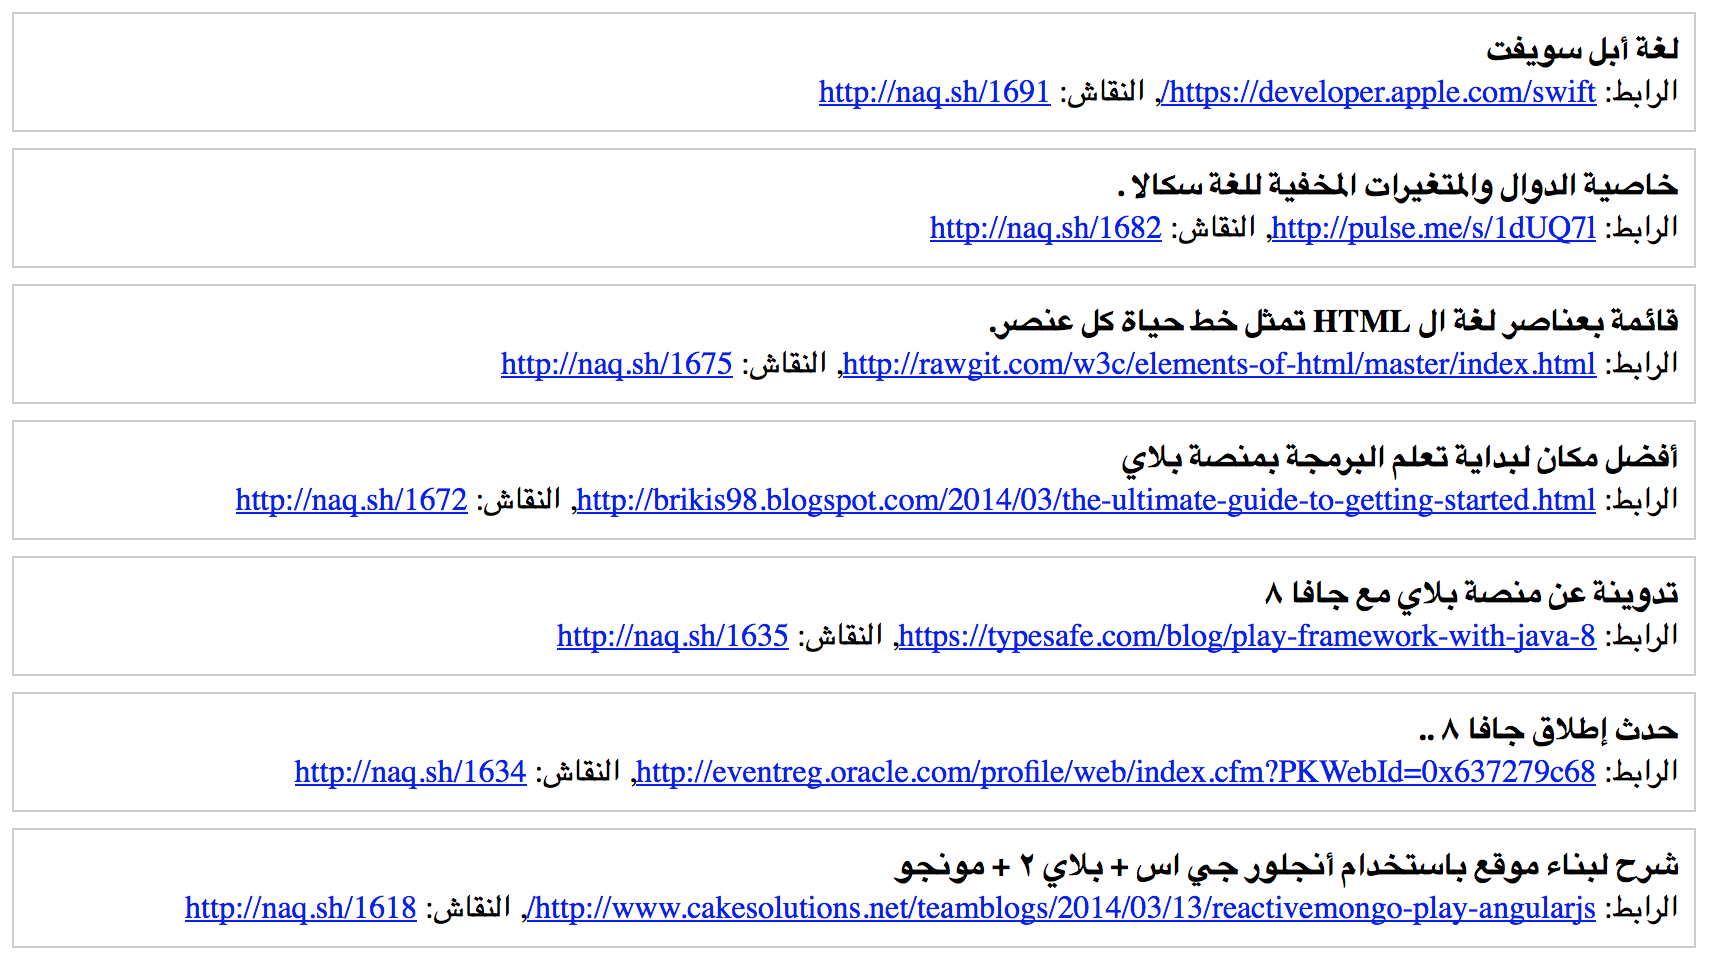 لغة أبل سويفت
الرابط: https://developer.apple.com/swift/, النقاش: http://naq.sh/1691
خاصية الدوال والمتغيرات المخفية للغة سكالا .
الرابط: http://pulse.me/s/1dUQ7l, النقاش: http://naq.sh/1682
قائمة بعناصر لغة ال HTML تمثل خط حياة كل عنصر.
الرابط: http://rawgit.com/w3c/elements-of-html/master/index.html, النقاش: http://naq.sh/1675
أفضل مكان لبداية تعلم البرمجة بمنصة بلاي
الرابط: http://brikis98.blogspot.com/2014/03/the-ultimate-guide-to-getting-started.html, النقاش: http://naq.sh/1672
تدوينة عن منصة بلاي مع جافا ٨
الرابط: https://typesafe.com/blog/play-framework-with-java-8, النقاش: http://naq.sh/1635
حدث إطلاق جافا ٨ ..
الرابط: http://eventreg.oracle.com/profile/web/index.cfm?PKWebId=0x637279c68, النقاش: http://naq.sh/1634
شرح لبناء موقع باستخدام أنجلور جي اس + بلاي ٢ + مونجو
الرابط: http://www.cakesolutions.net/teamblogs/2014/03/13/reactivemongo-play-angularjs/, النقاش: http://naq.sh/1618